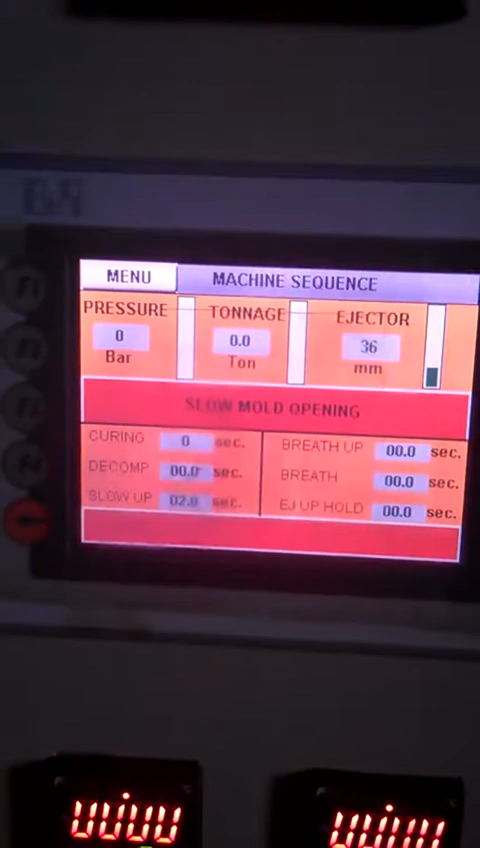 MENU MACHINE SEQUENCE
PRESSURE TONNAGE EJECTOR
0 0.0 36
Bar Ton mm
SLOW MOLD OPENING
CURING 0 sec. BREATH UP 00.0 sec.
DECOMP 00.0 sec. BREATH 00.0 sec.
SLOW UP 02.0 sec. EJ UP HOLD 00.0 sec.